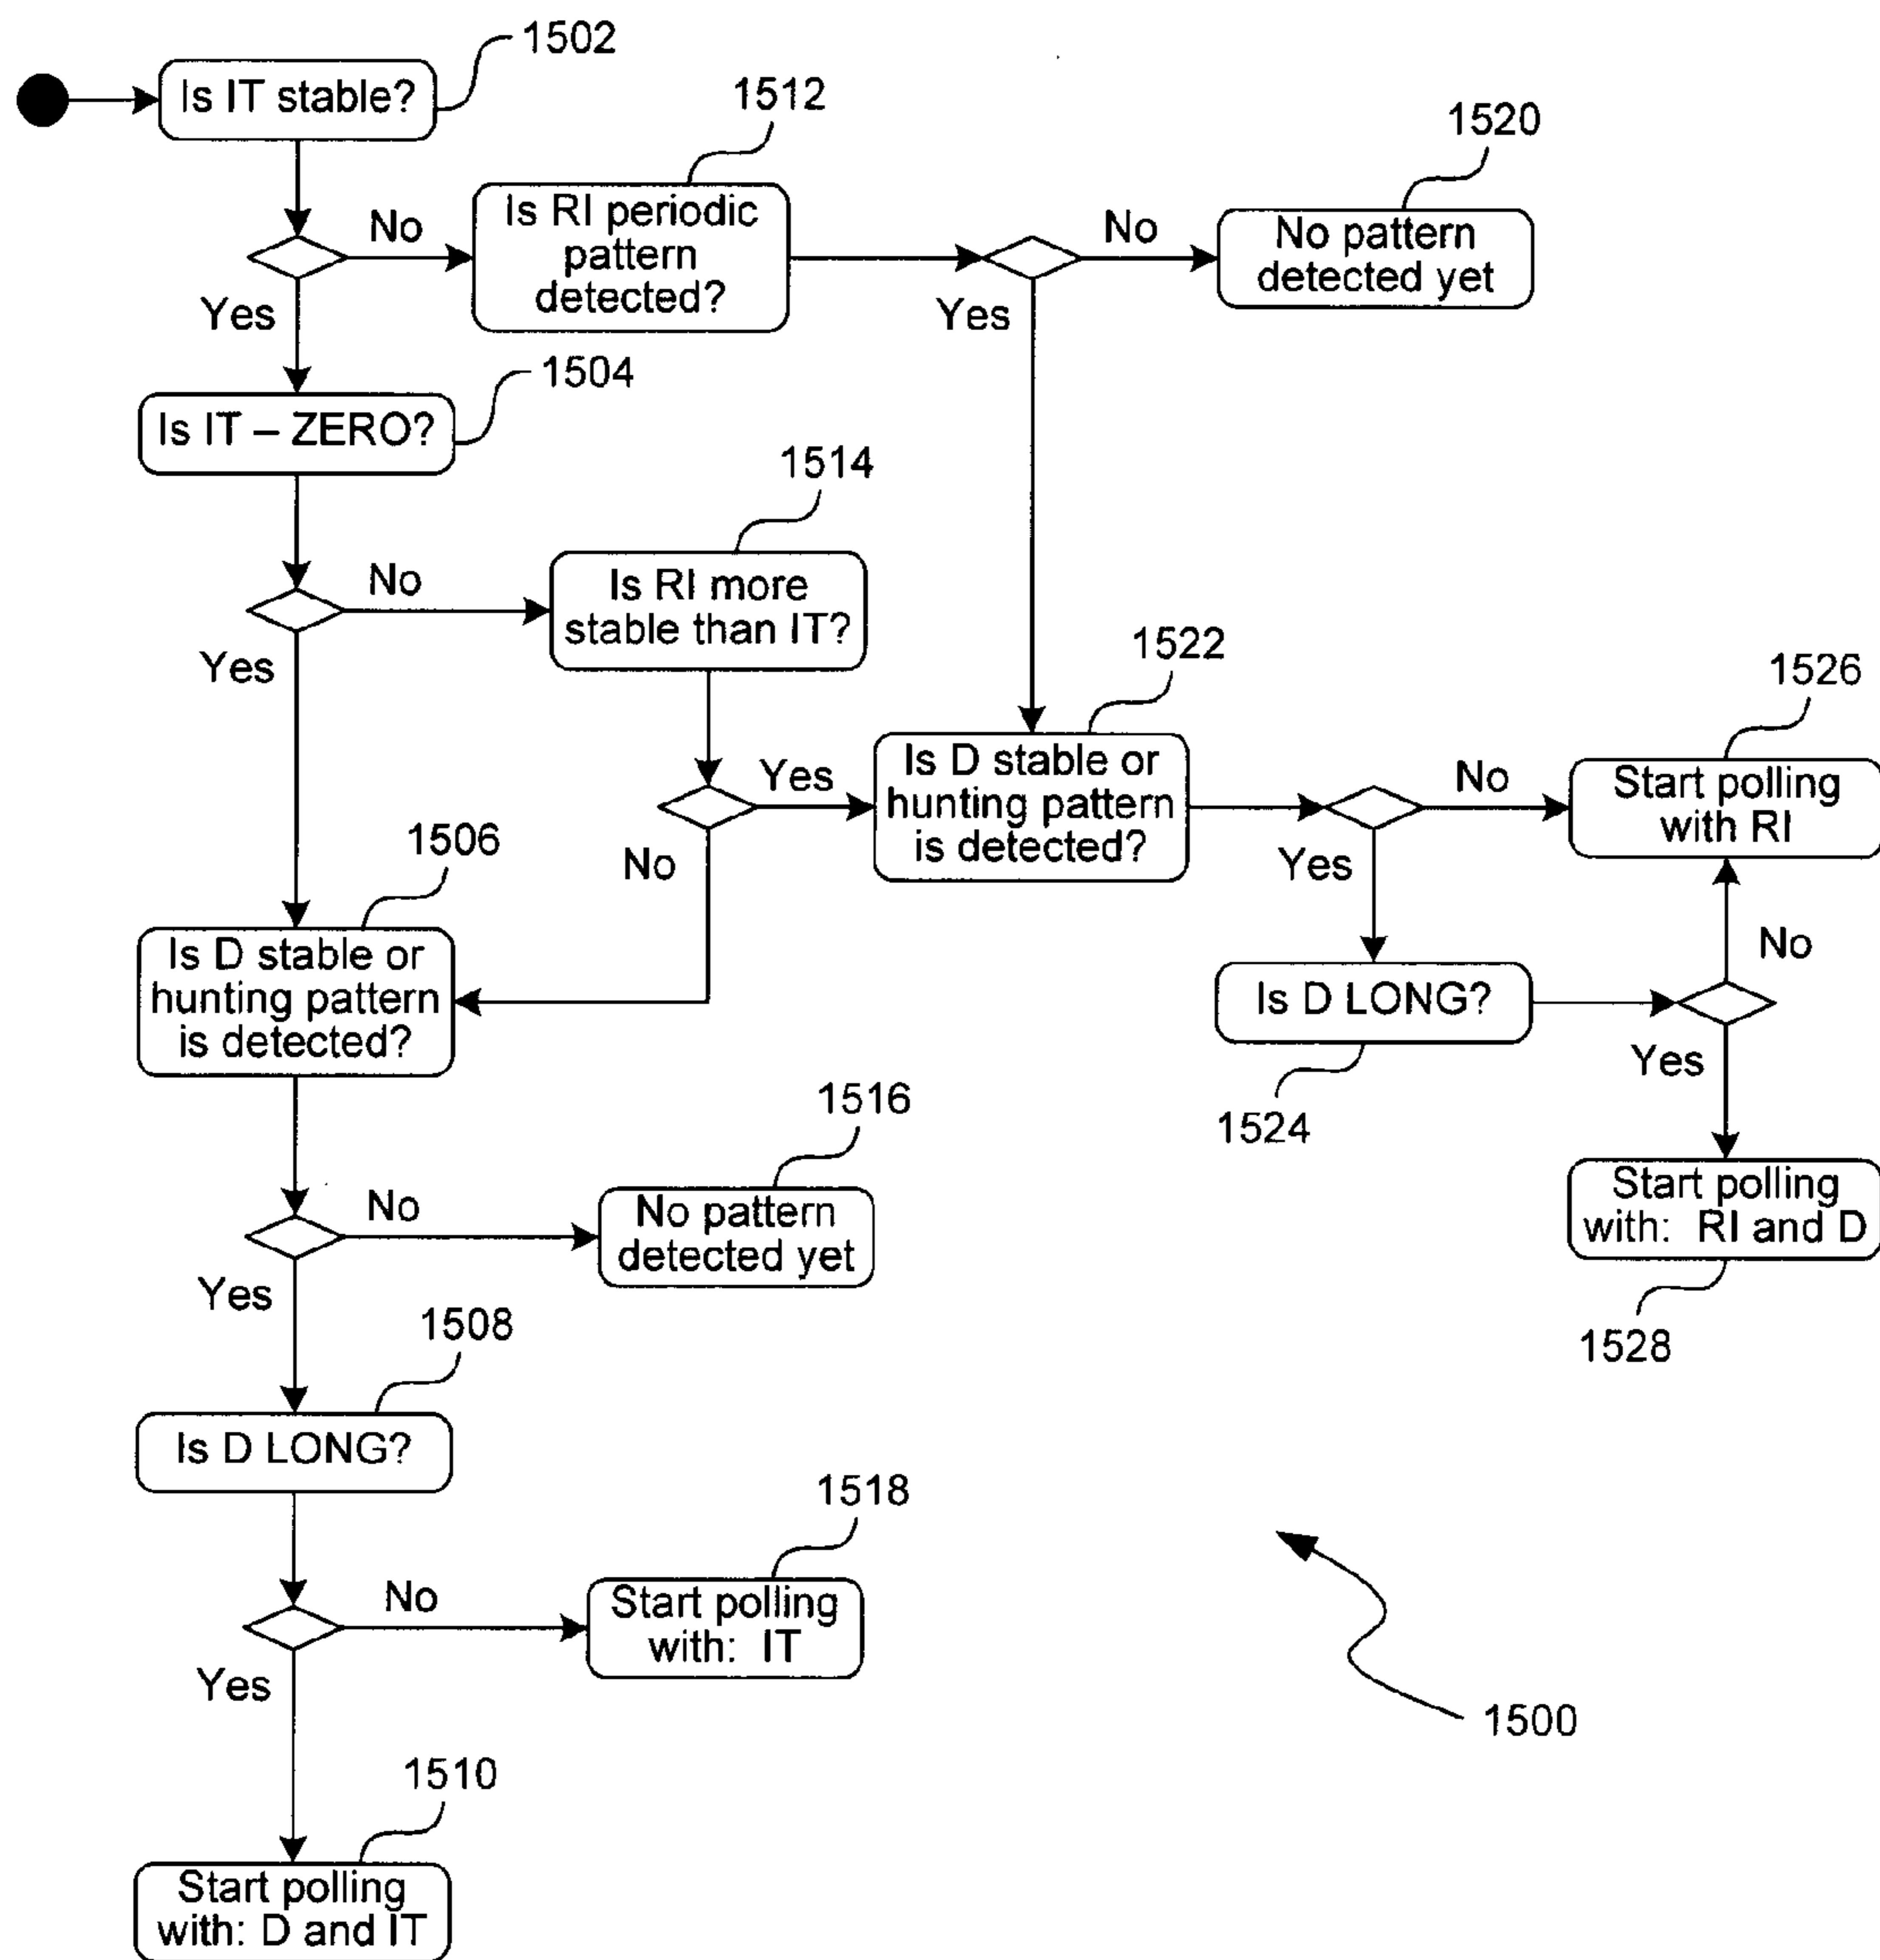 1502
Is IT stable?
1512
1520
No
Is RI periodic
pattern
detected?
No
No pattern
detected yet
Yes
Yes
1504
Is IT – ZERO?
1514
No
Is RI more
stable than IT?
Yes
1522
1526
Yes
Is D stable or
hunting pattern
is detected?
No
Start polling
with RI
1506
No
Yes
Is D stable or
hunting pattern
is detected?
No
Is D LONG?
Yes
1524
1516
No
No pattern
detected yet
Start polling
with: RI and D
Yes
1528
1508
Is D LONG?
1518
No
Start polling
with: IT
Yes
1500
1510
Start polling
with: D and IT